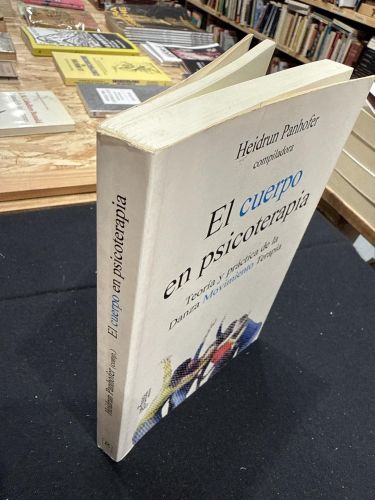 Heidrun Panhofer
compiladora
El cuerpo
en psicoterapia
Teoría y práctica de la
Danza Movimiento Terapia
Heidrun Panhofer (comp.) El cuerpo en psicoterapia